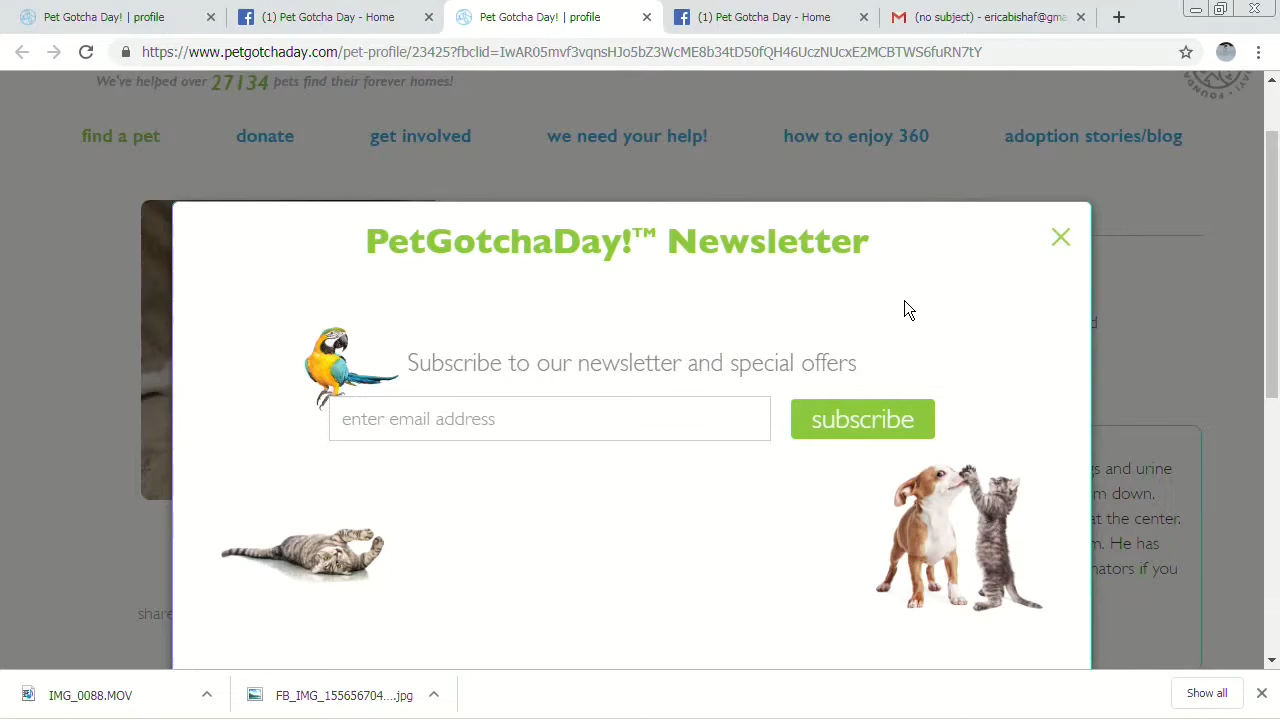 Pet Gotcha Day! | profile
(1) Pet Gotcha Day - Home
Pet Gotcha Day! | profile
(1) Pet Gotcha Day - Home
(no subject) - ericabishaf@gma
https://www.petgotchaday.com/pet-profile/23425?fbclid=IwAR05mvf3vqnsHJo5bZ3WcME8b34tD50fQH46UczNUcxE2MCBTWS6fuRN7tY
We've helped over 27134 pets find their forever homes!
find a pet
donate
get involved
we need your help!
how to enjoy 360
adoption stories/blog
PetGotchaDay!™ Newsletter
Subscribe to our newsletter and special offers
enter email address
subscribe
gs and urine
m down.
at the center.
m. He has
nators if you
share
IMG_0088.MOV
FB_IMG_155656704....jpg
Show all